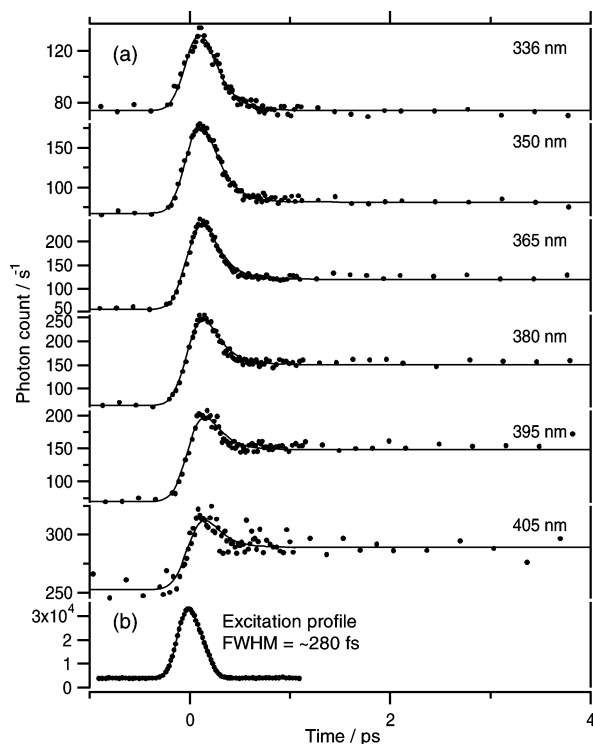 (a)
336 nm
120
80
350 nm
150
100
365 nm
200
150
100
50
380 nm
250
200
150
100
395 nm
200
150
100
405 nm
300
250
(b)
Excitation profile
FWHM = ~280 fs
3x10⁴
2
1
0
Photon count / s⁻¹
0
2
4
Time / ps